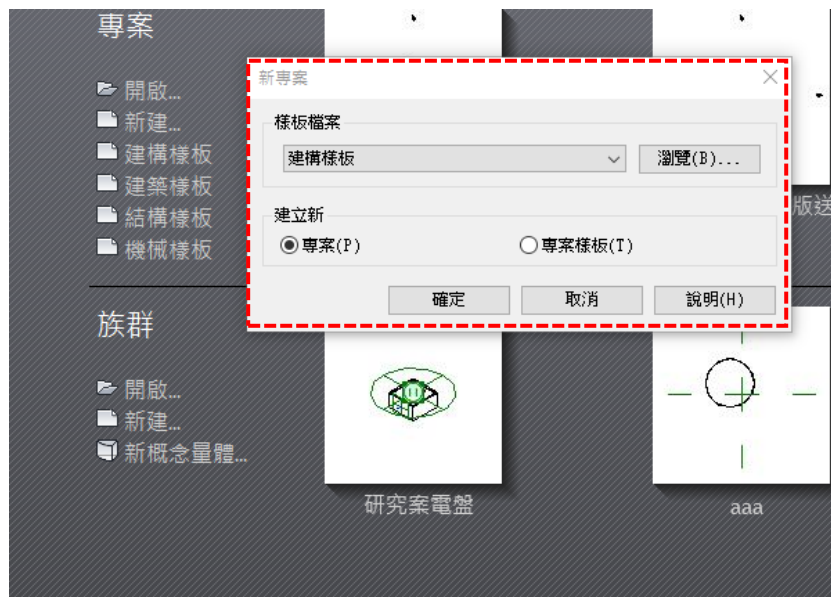 專案
開啟...
新建...
建構樣板
建築樣板
結構樣板
機械樣板
新專案
樣板檔案
建構樣板
瀏覽(B)...
建立新
專案(P)
專案樣板(T)
確定
取消
說明(H)
版送
族群
開啟...
新建...
新概念量體...
研究案電盤
aaa